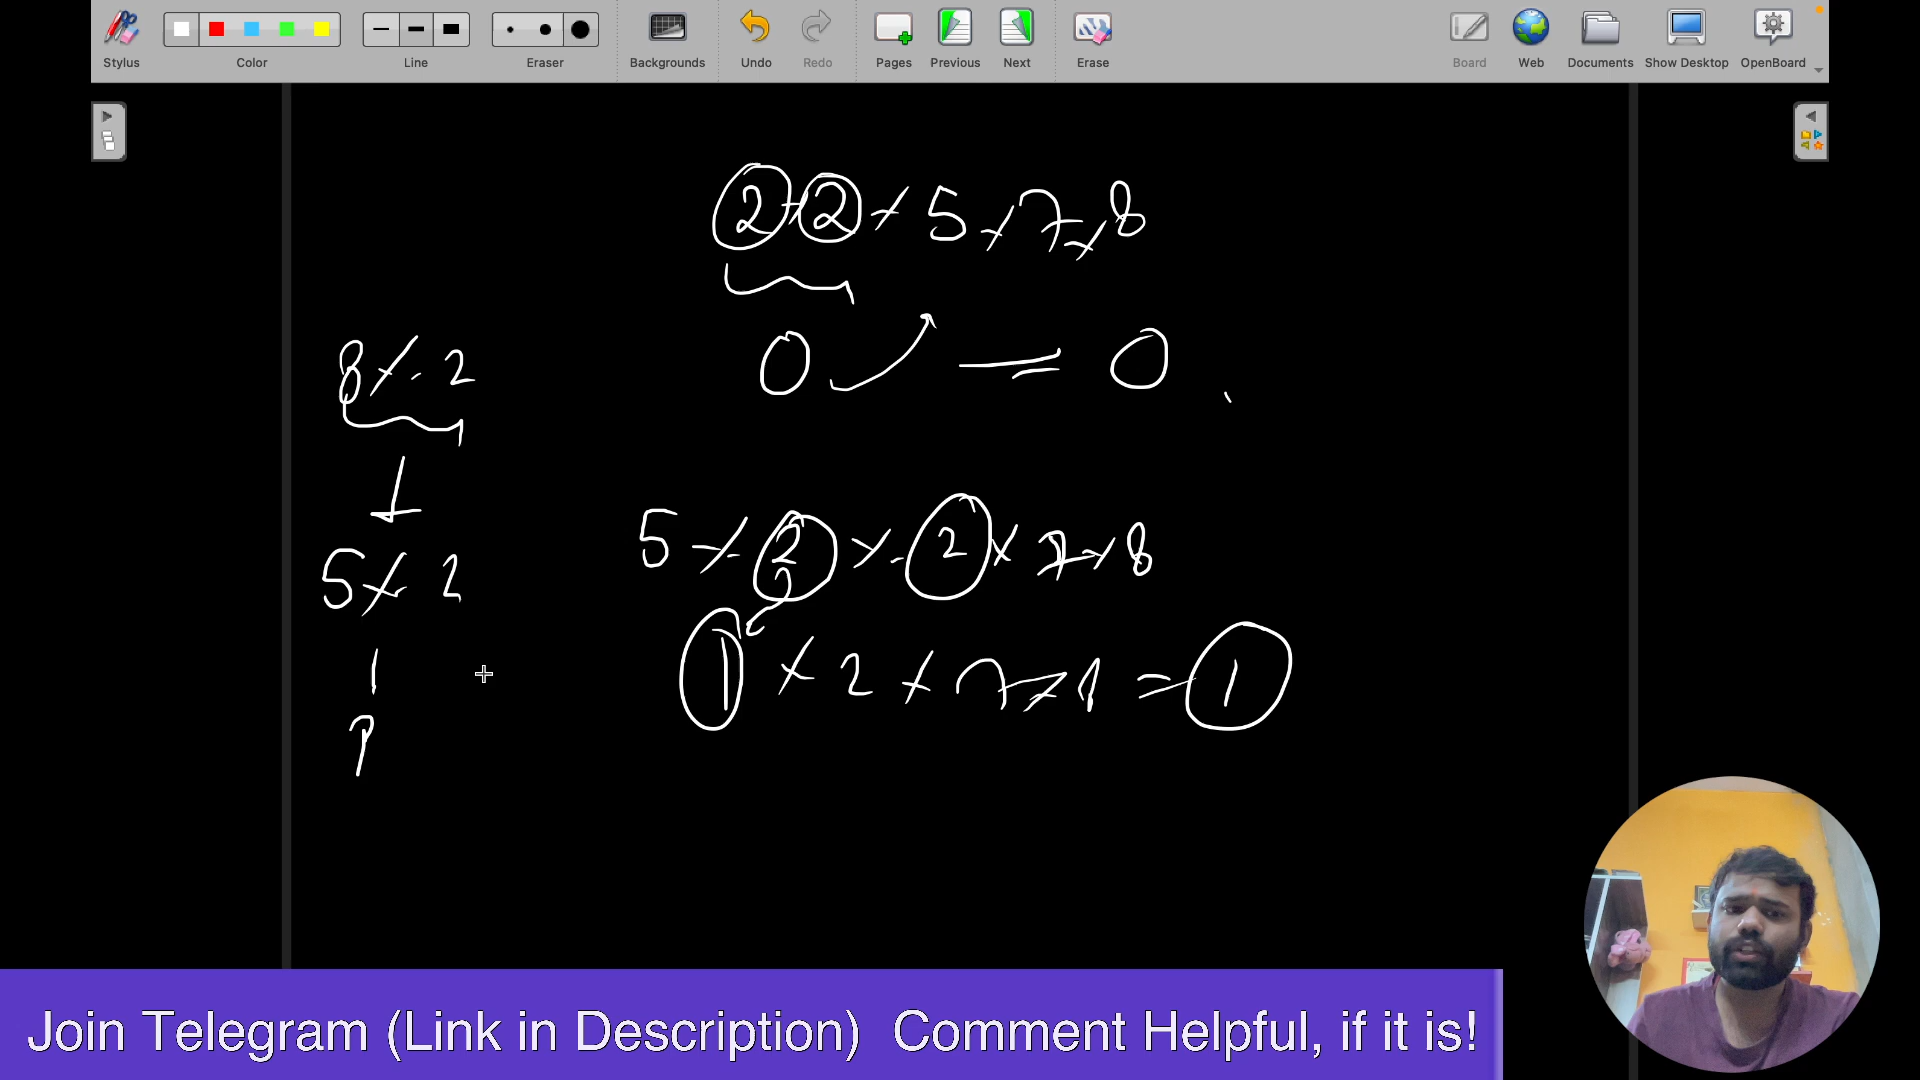 Stylus Color Line Eraser Backgrounds Undo Redo Pages Previous Next Erase Board Web Documents Show Desktop OpenBoard
2 % 2 % 5 % 7 % 8
0 = 0
8 % 2
5 % 2 % 2 % 7 % 8
5 % 2
1 % 2 % 7 % 1 = 1
1
Join Telegram (Link in Description) Comment Helpful, if it is!